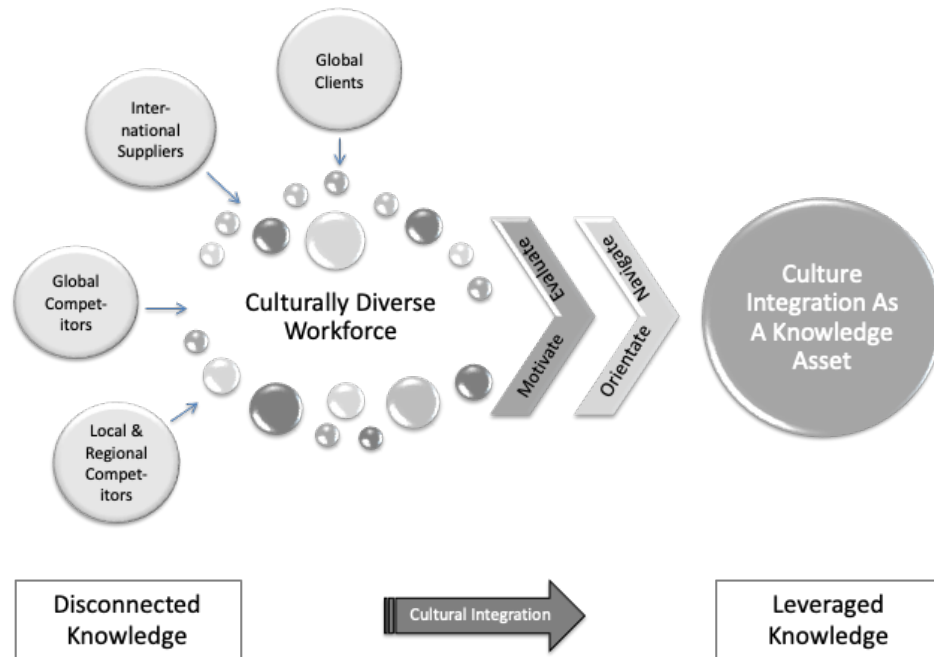 Global
Clients
Inter-
national
Suppliers
Global
Compet-
itors
Local &
Regional
Compet-
itors
Culturally Diverse
Workforce
Evaluate
Motivate
Navigate
Orientate
Culture
Integration As
A Knowledge
Asset
Disconnected
Knowledge
Cultural Integration
Leveraged
Knowledge